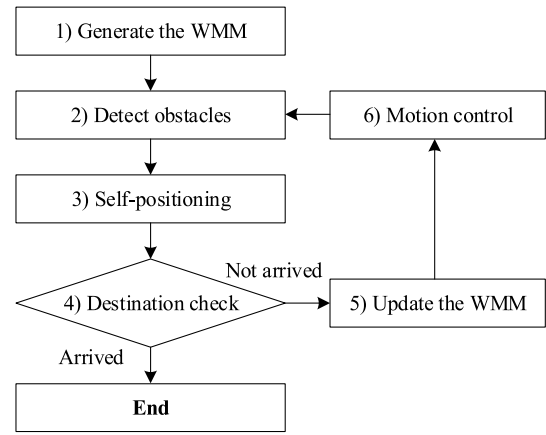 1) Generate the WMM
2) Detect obstacles
6) Motion control
3) Self-positioning
Not arrived
4) Destination check
5) Update the WMM
Arrived
End